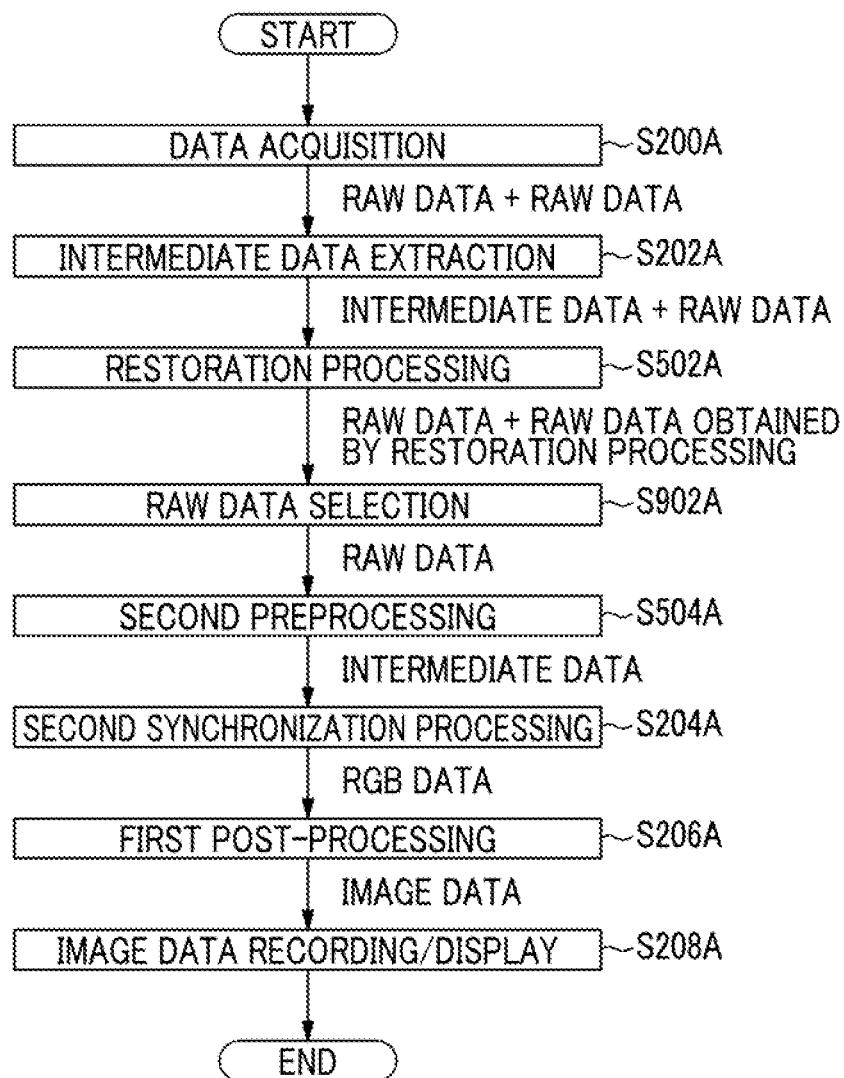 START
DATA ACQUISITION ~S200A
RAW DATA + RAW DATA
INTERMEDIATE DATA EXTRACTION ~S202A
INTERMEDIATE DATA + RAW DATA
RESTORATION PROCESSING ~S502A
RAW DATA + RAW DATA OBTAINED
BY RESTORATION PROCESSING
RAW DATA SELECTION ~S902A
RAW DATA
SECOND PREPROCESSING ~S504A
INTERMEDIATE DATA
SECOND SYNCHRONIZATION PROCESSING ~S204A
RGB DATA
FIRST POST-PROCESSING ~S206A
IMAGE DATA
IMAGE DATA RECORDING/DISPLAY ~S208A
END